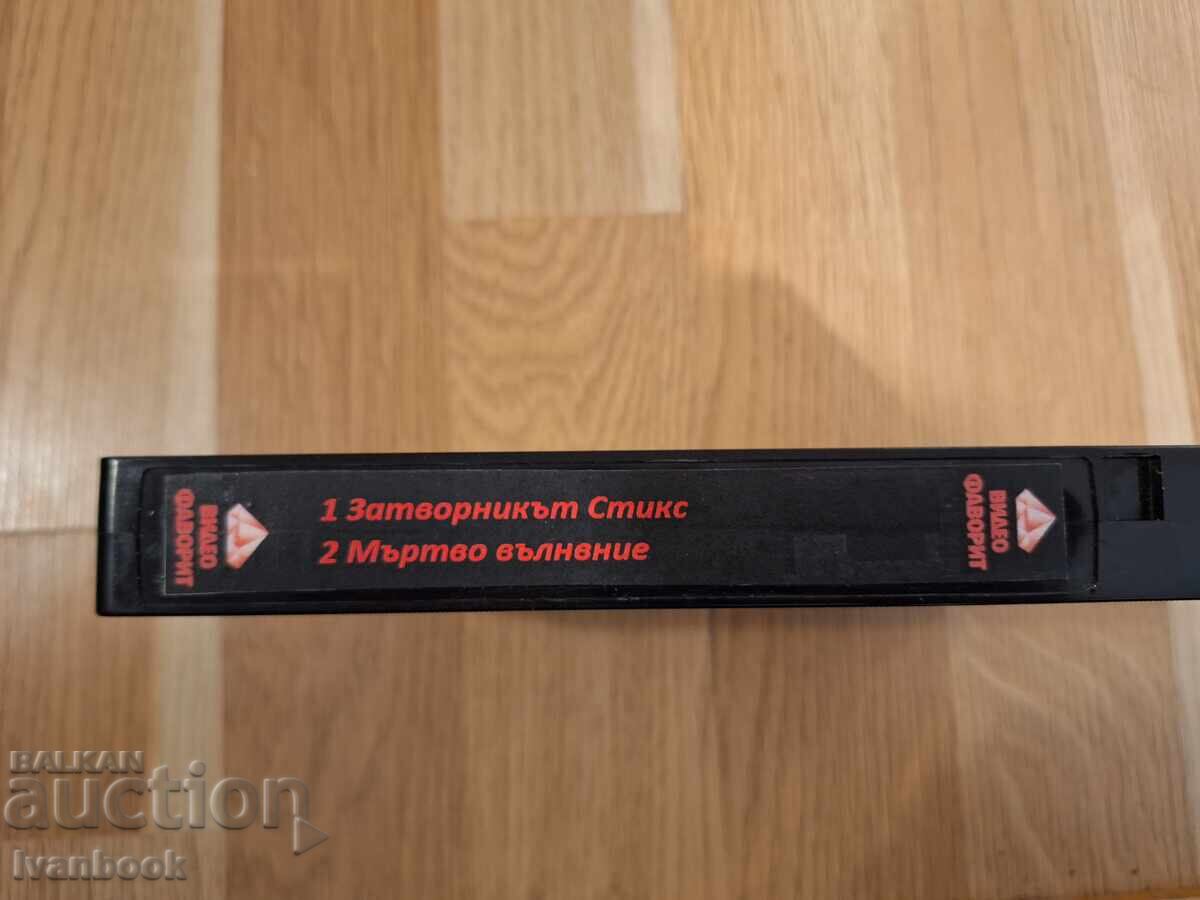 ВИДЕО
ФАВОРИТ
1 Затворникът Стикс
2 Мъртво вълнвние
ВИДЕО
ФАВОРИТ
BALKAN
auction
Ivanbook